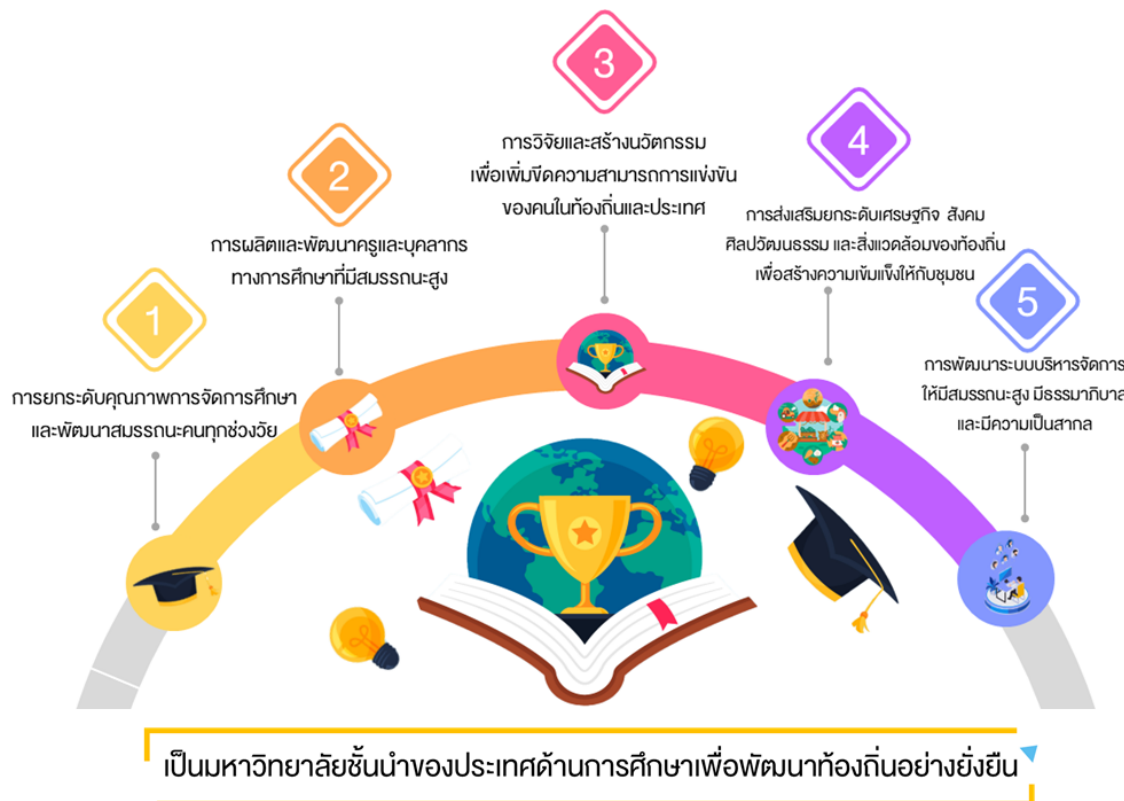 1
การยกระดับคุณภาพการจัดการศึกษา
และพัฒนาสมรรถนะคนทุกช่วงวัย
2
การผลิตและพัฒนาครูและบุคลากร
ทางการศึกษาที่มีสมรรถนะสูง
3
การวิจัยและสร้างนวัตกรรม
เพื่อเพิ่มขีดความสามารถการแข่งขัน
ของคนในท้องถิ่นและประเทศ
4
การส่งเสริมยกระดับเศรษฐกิจ สังคม
ศิลปวัฒนธรรม และสิ่งแวดล้อมของท้องถิ่น
เพื่อสร้างความเข้มแข็งให้กับชุมชน
5
การพัฒนาระบบบริหารจัดการ
ให้มีสมรรถนะสูง มีธรรมาภิบาล
และมีความเป็นสากล
เป็นมหาวิทยาลัยชั้นนำของประเทศด้านการศึกษาเพื่อพัฒนาท้องถิ่นอย่างยั่งยืน